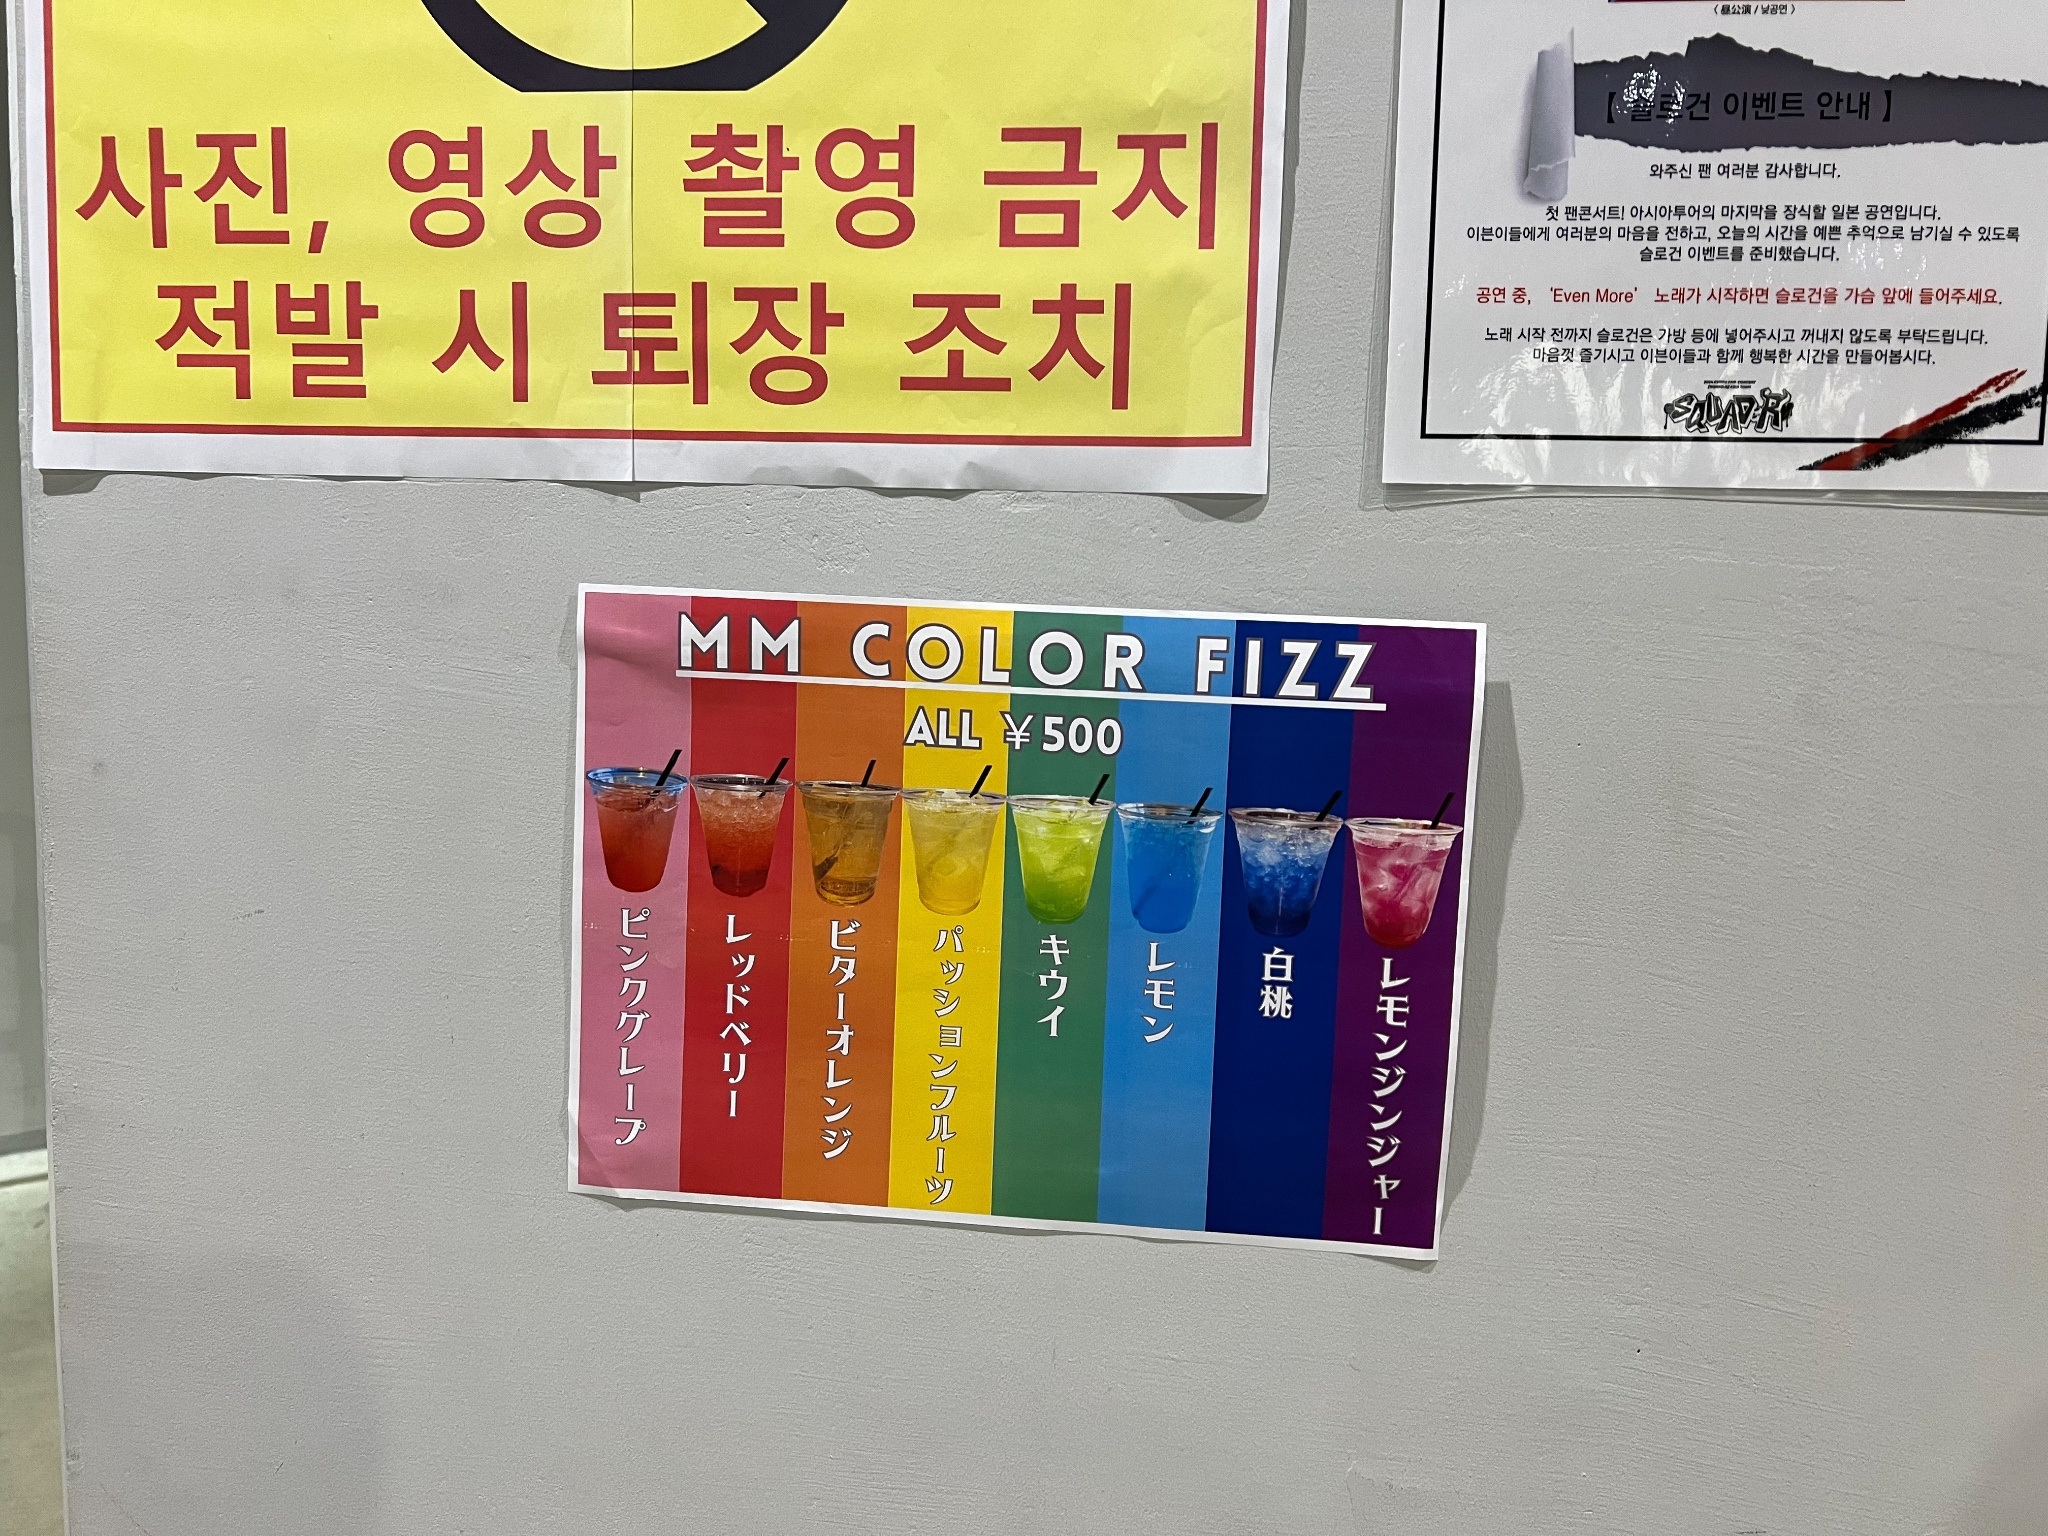 사진, 영상 촬영 금지
적발 시 퇴장 조치
〈 昼公演 / 낮공연 〉
【 슬로건 이벤트 안내 】
와주신 팬 여러분 감사합니다.
첫 팬콘서트! 아시아투어의 마지막을 장식할 일본 공연입니다.
이븐이들에게 여러분의 마음을 전하고, 오늘의 시간을 예쁜 추억으로 남기실 수 있도록
슬로건 이벤트를 준비했습니다.
공연 중, ‘Even More’ 노래가 시작하면 슬로건을 가슴 앞에 들어주세요.
노래 시작 전까지 슬로건은 가방 등에 넣어주시고 꺼내지 않도록 부탁드립니다.
마음껏 즐기시고 이븐이들과 함께 행복한 시간을 만들어봅시다.
SQUAD:R
MM COLOR FIZZ
ALL ¥500
ピンクグレープ
レッドベリー
ビターオレンジ
パッションフルーツ
キウイ
レモン
白桃
レモンジンジャー